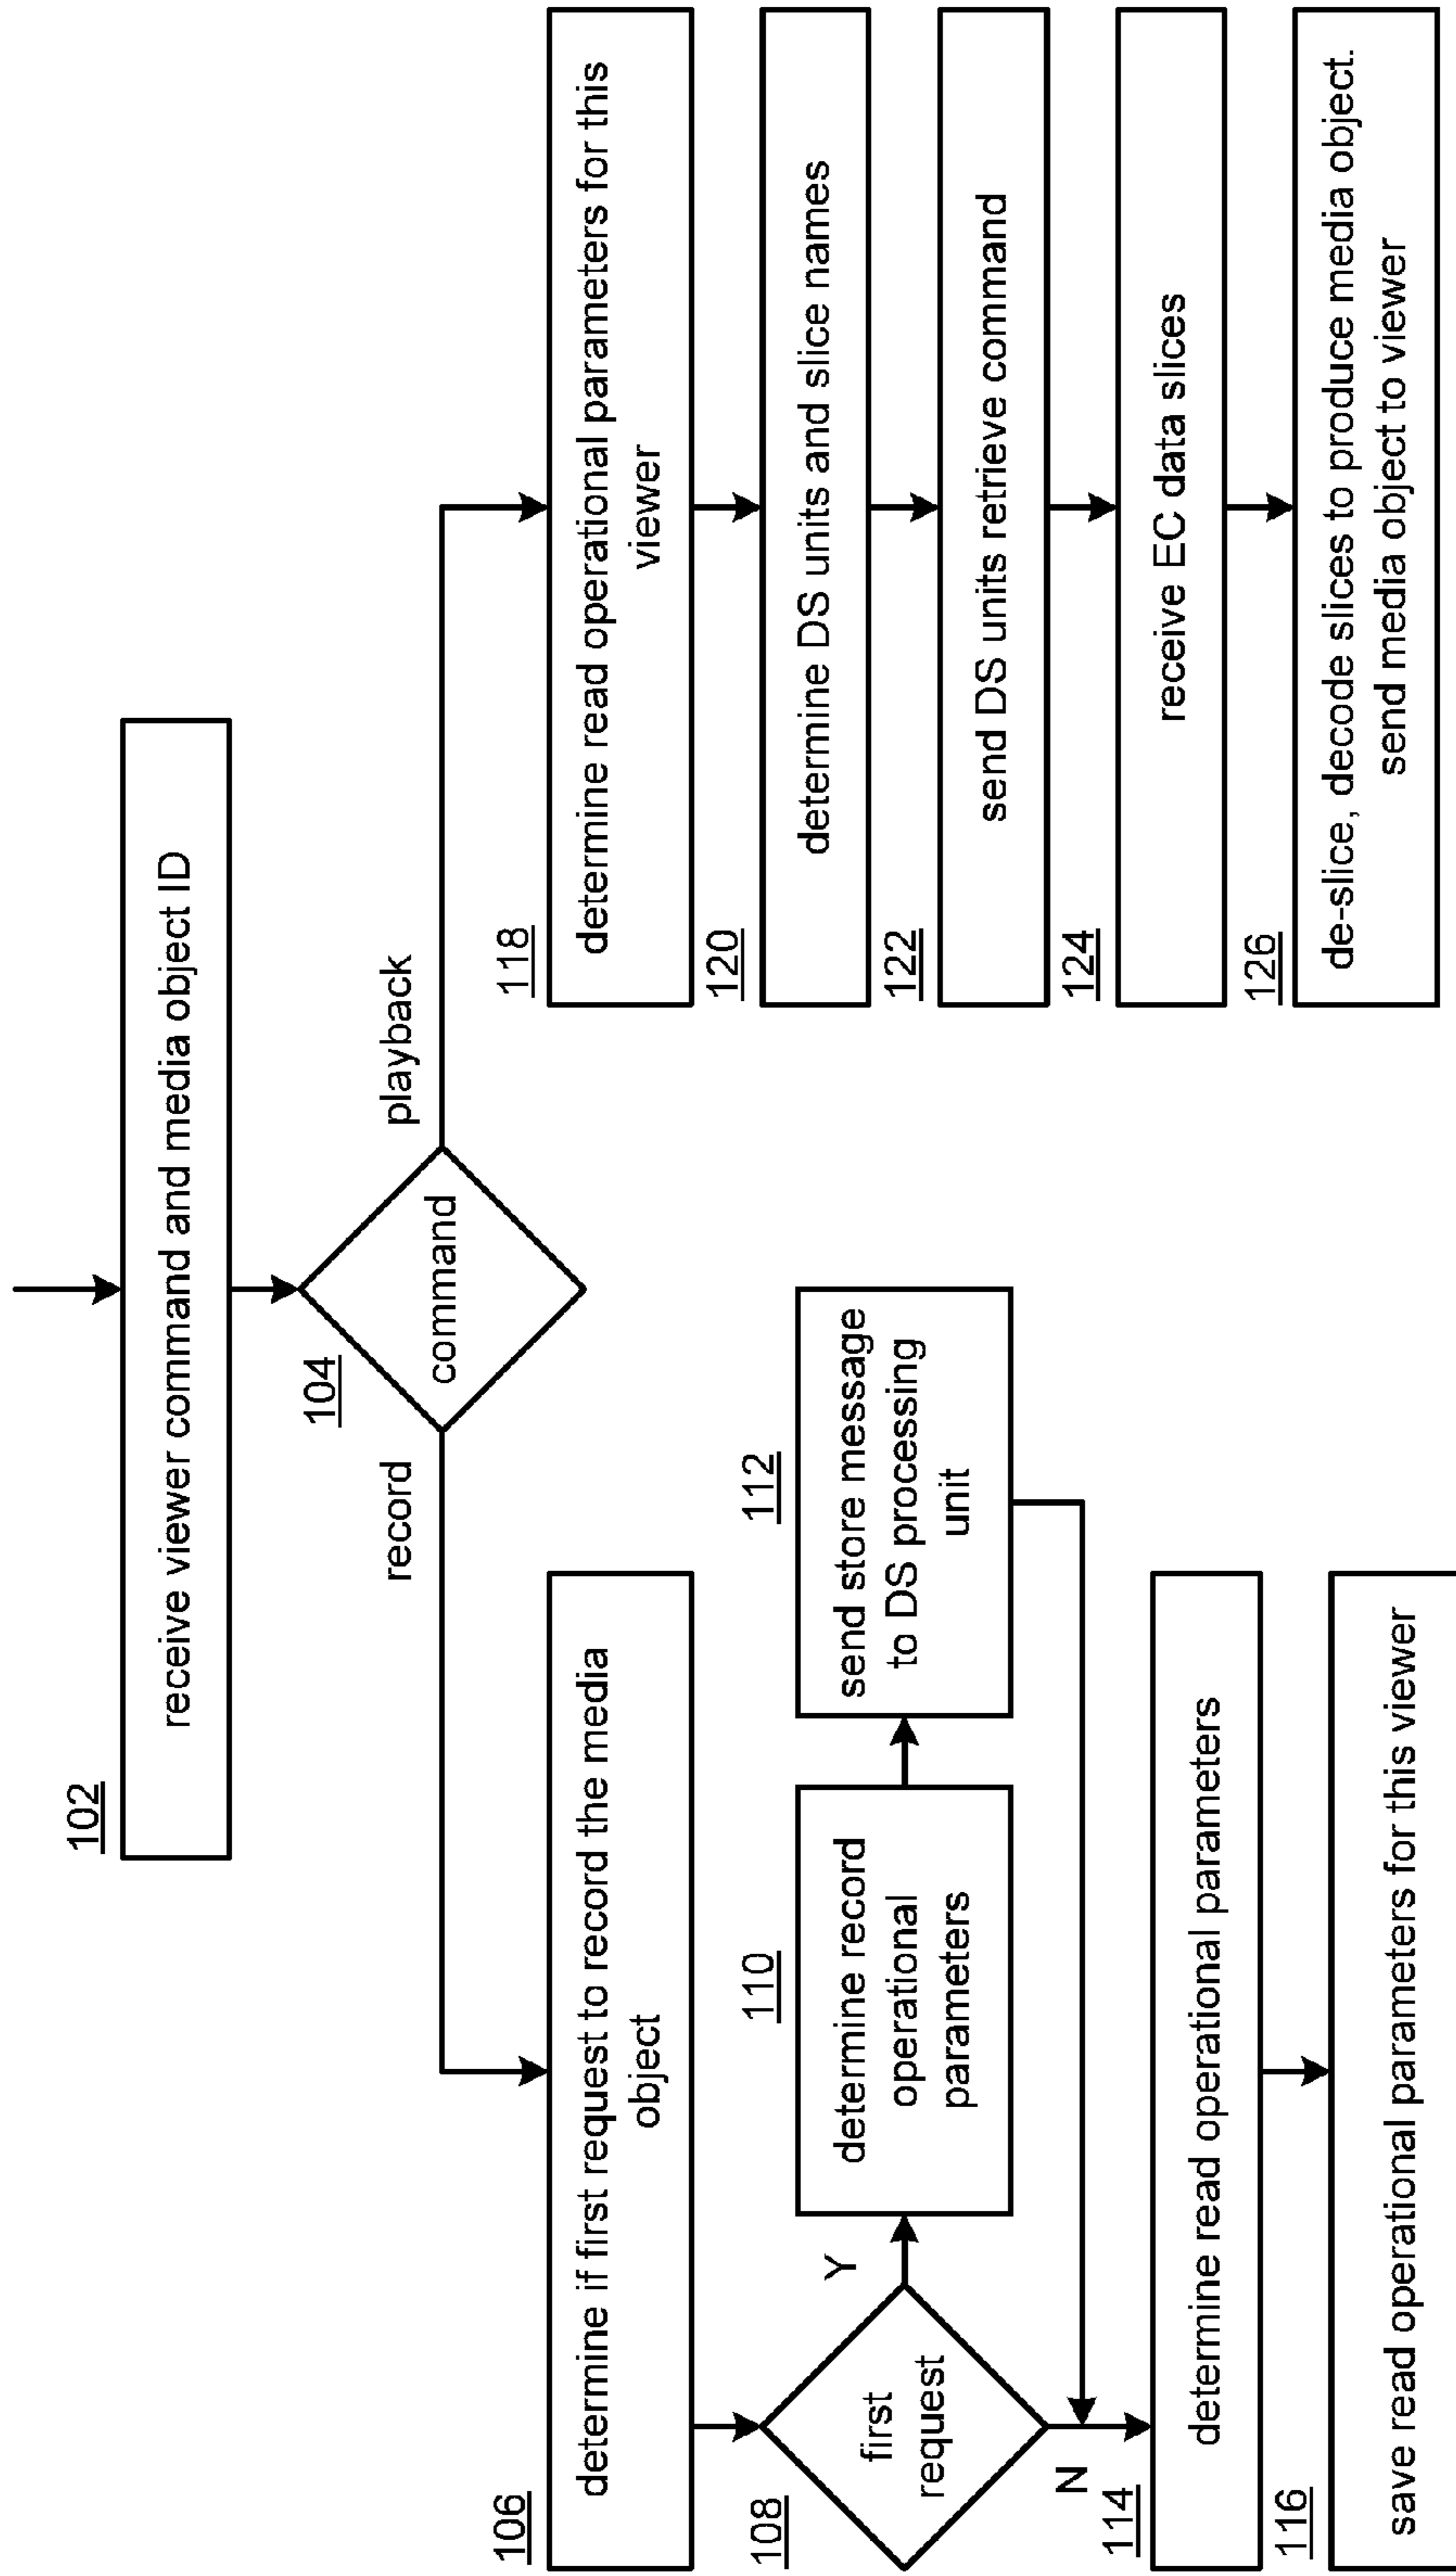 102
receive viewer command and media object ID
104
command
record
playback
106
determine if first request to record the media
object
108
first
request
Y
N
110
determine record
operational
parameters
112
send store message
to DS processing
unit
114
determine read operational parameters
116
save read operational parameters for this viewer
118
determine read operational parameters for this
viewer
120
determine DS units and slice names
122
send DS units retrieve command
124
receive EC data slices
126
de-slice, decode slices to produce media object.
send media object to viewer